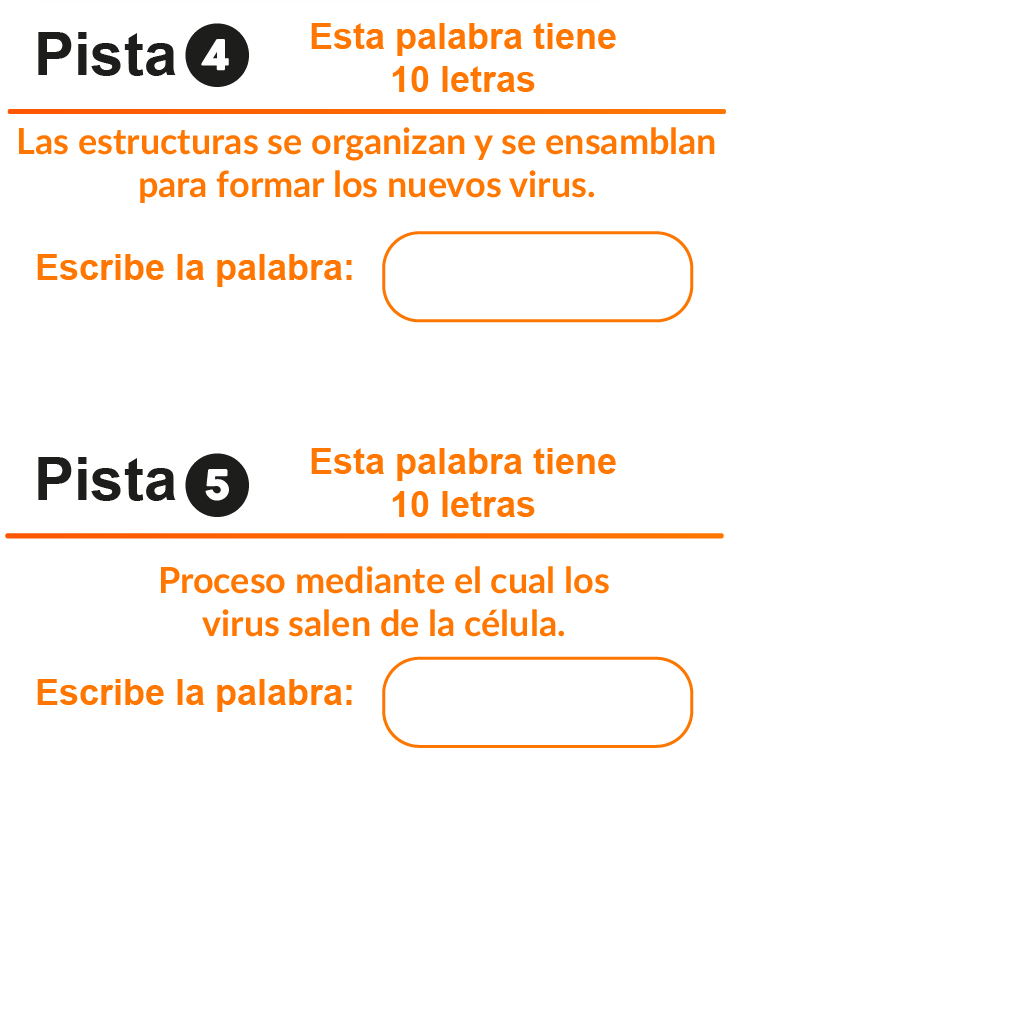 Pista 4
Esta palabra tiene
10 letras
Las estructuras se organizan y se ensamblan
para formar los nuevos virus.
Escribe la palabra:
Pista 5
Esta palabra tiene
10 letras
Proceso mediante el cual los
virus salen de la célula.
Escribe la palabra: